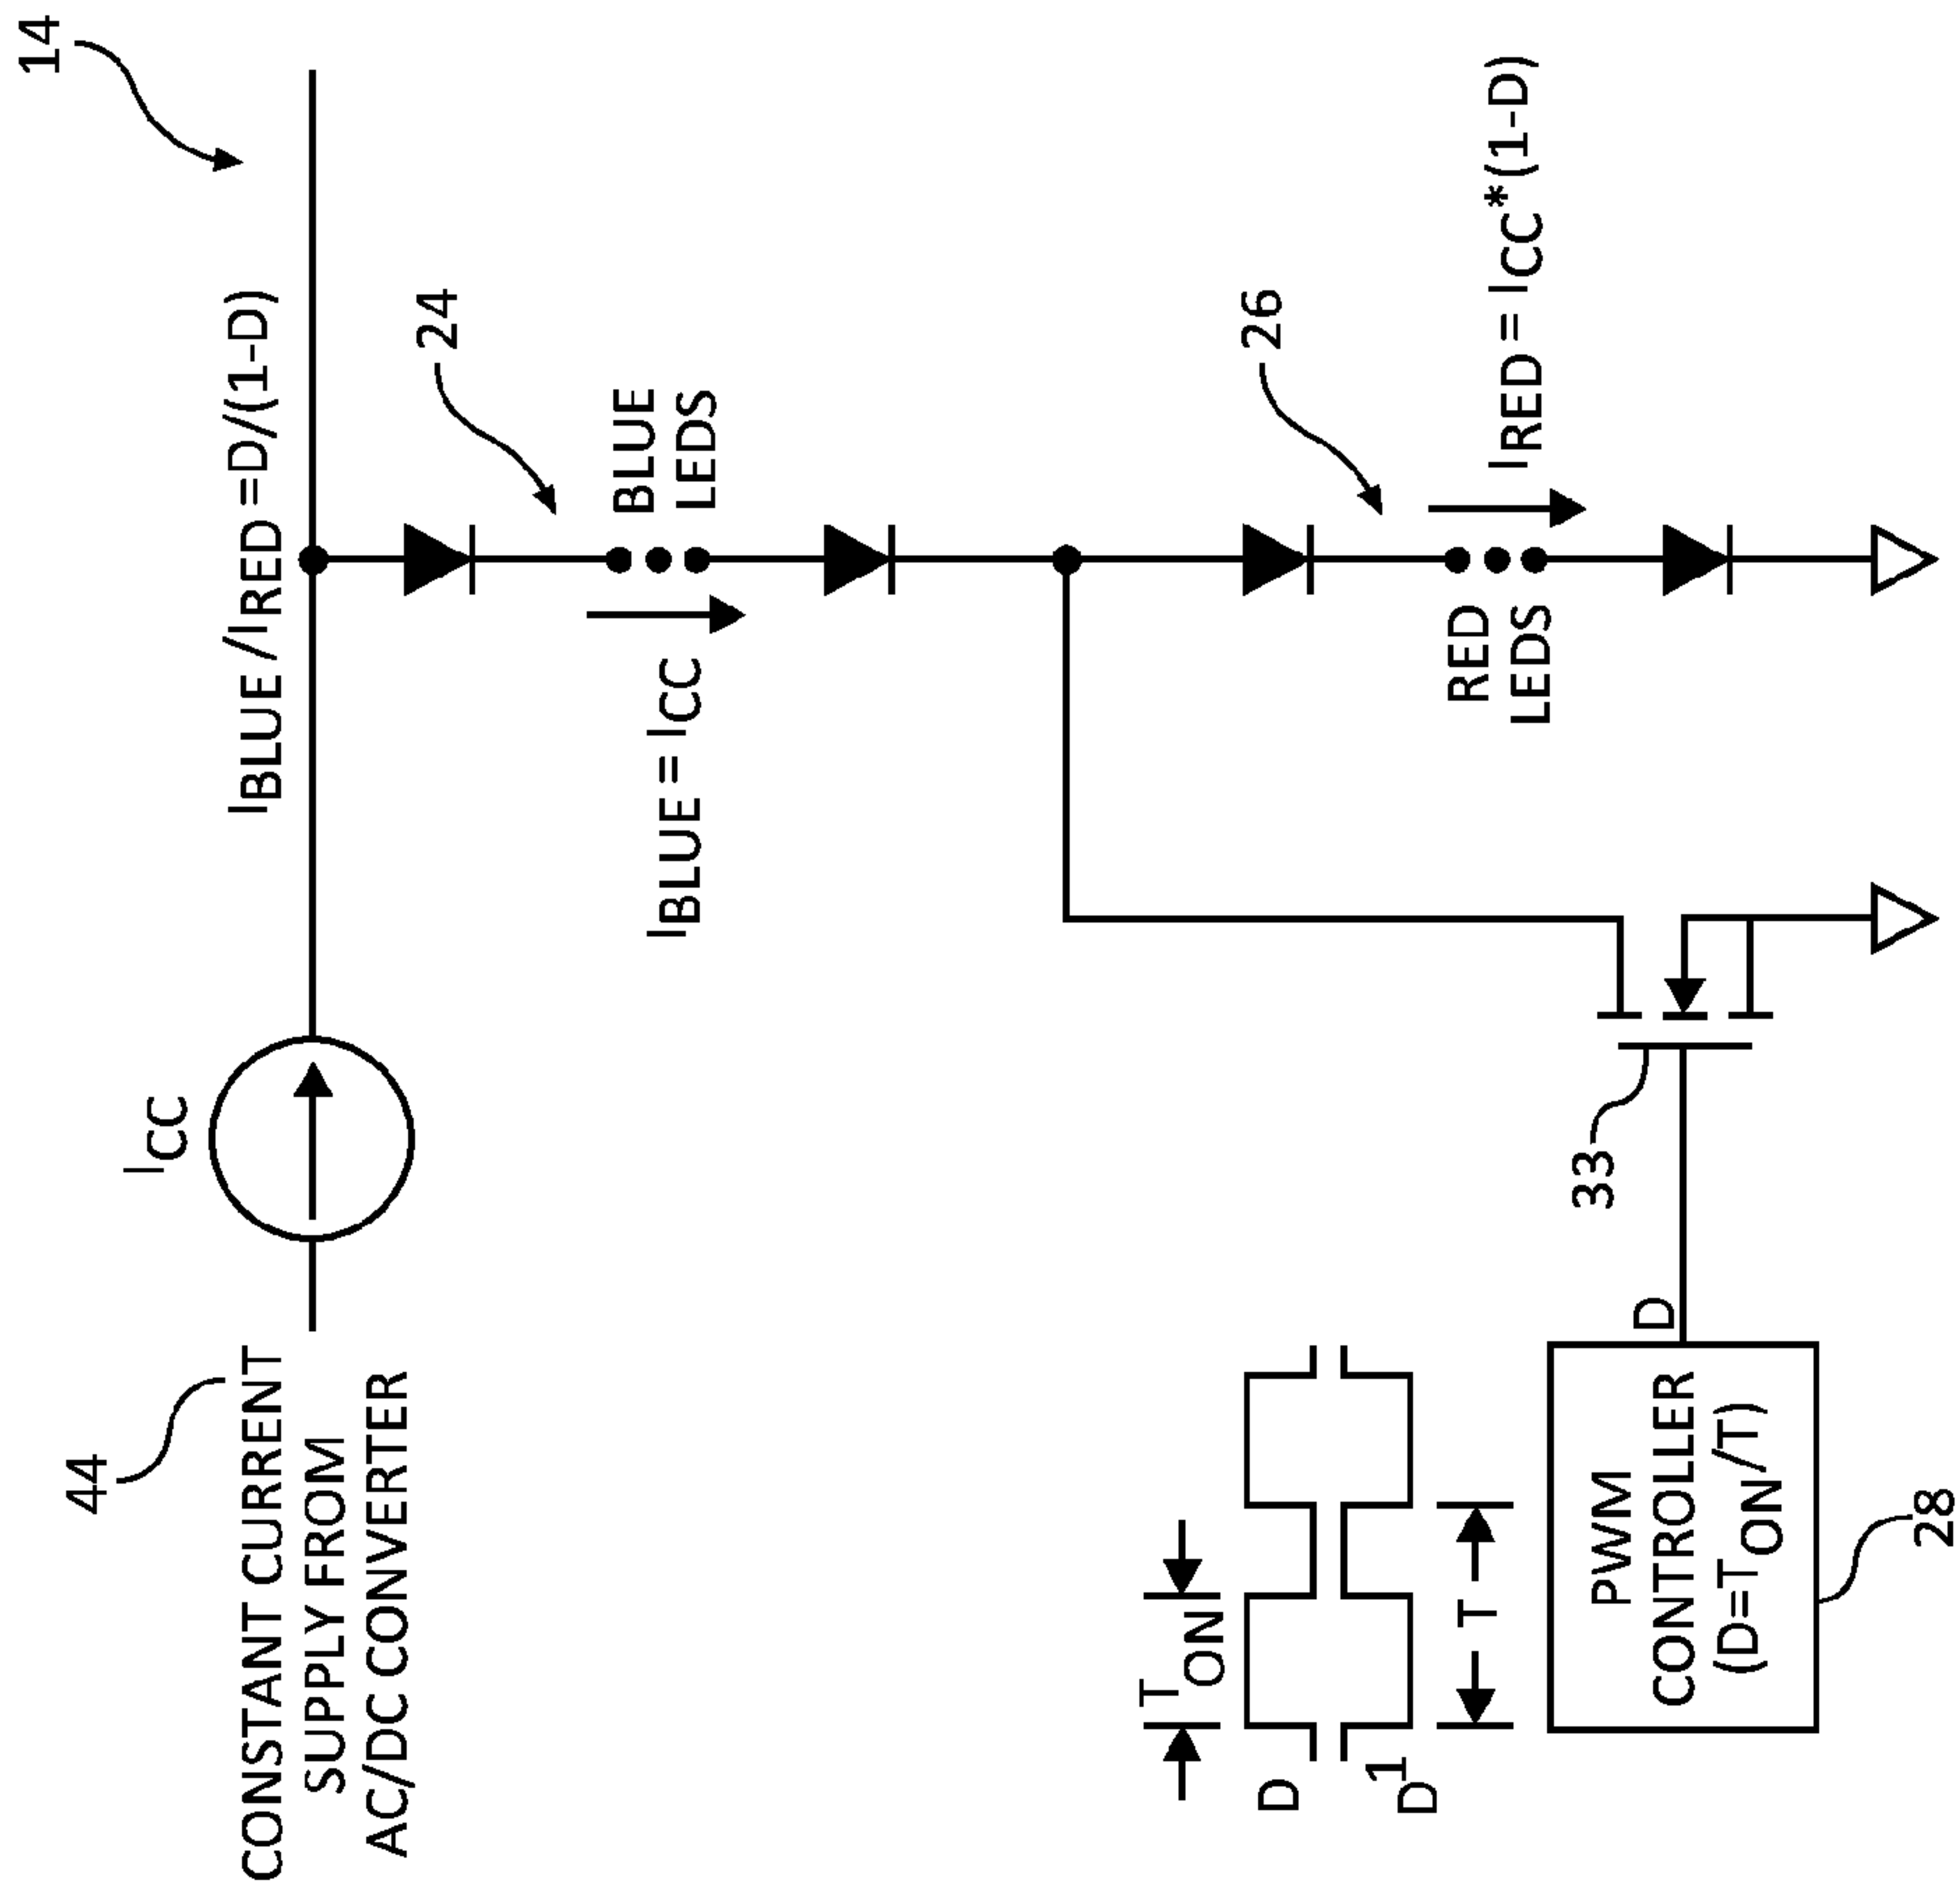 14
44
CONSTANT CURRENT
SUPPLY FROM
AC/DC CONVERTER
ICC
IBLUE /IRED =D/(1-D)
24
BLUE
LEDS
IBLUE = ICC
26
RED
LEDS
IRED = ICC*(1-D)
33
TON
D
D1
T
D
PWM
CONTROLLER
(D=TON/T)
28